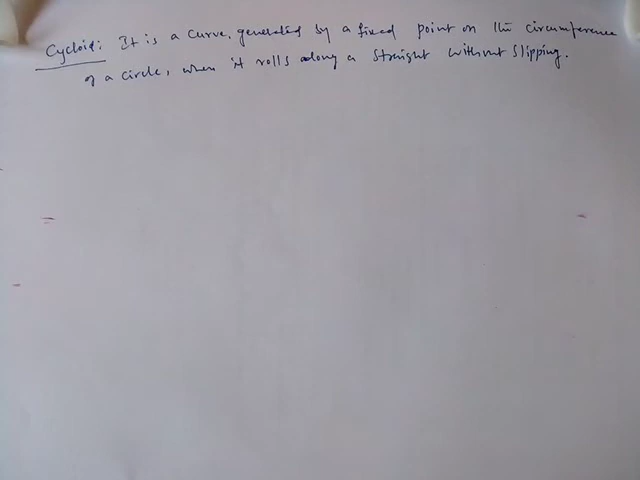 Cycloid: It is a curve, generated by a fixed point on the circumference
of a circle, when it rolls along a straight without slipping.